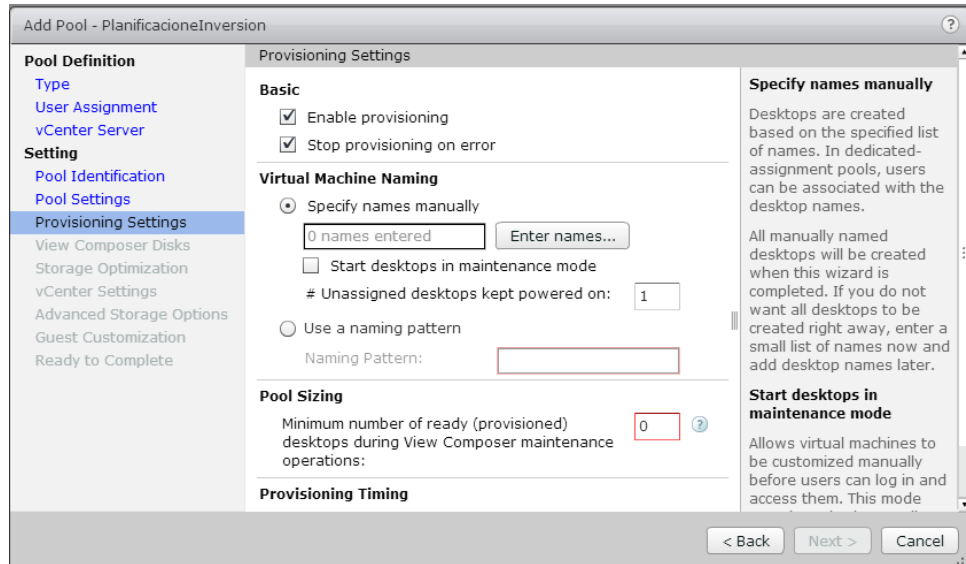 Add Pool - PlanificacioneInversion
?
Pool Definition
Type
User Assignment
vCenter Server
Setting
Pool Identification
Pool Settings
Provisioning Settings
View Composer Disks
Storage Optimization
vCenter Settings
Advanced Storage Options
Guest Customization
Ready to Complete
Provisioning Settings
Basic
Enable provisioning
Stop provisioning on error
Virtual Machine Naming
Specify names manually
0 names entered
Enter names...
Start desktops in maintenance mode
# Unassigned desktops kept powered on: 1
Use a naming pattern
Naming Pattern:
Pool Sizing
Minimum number of ready (provisioned)
desktops during View Composer maintenance
operations:
0
?
Provisioning Timing
Specify names manually
Desktops are created
based on the specified list
of names. In dedicated-
assignment pools, users
can be associated with the
desktop names.
All manually named
desktops will be created
when this wizard is
completed. If you do not
want all desktops to be
created right away, enter a
small list of names now and
add desktop names later.
Start desktops in
maintenance mode
Allows virtual machines to
be customized manually
before users can log in and
access them. This mode
< Back
Next >
Cancel